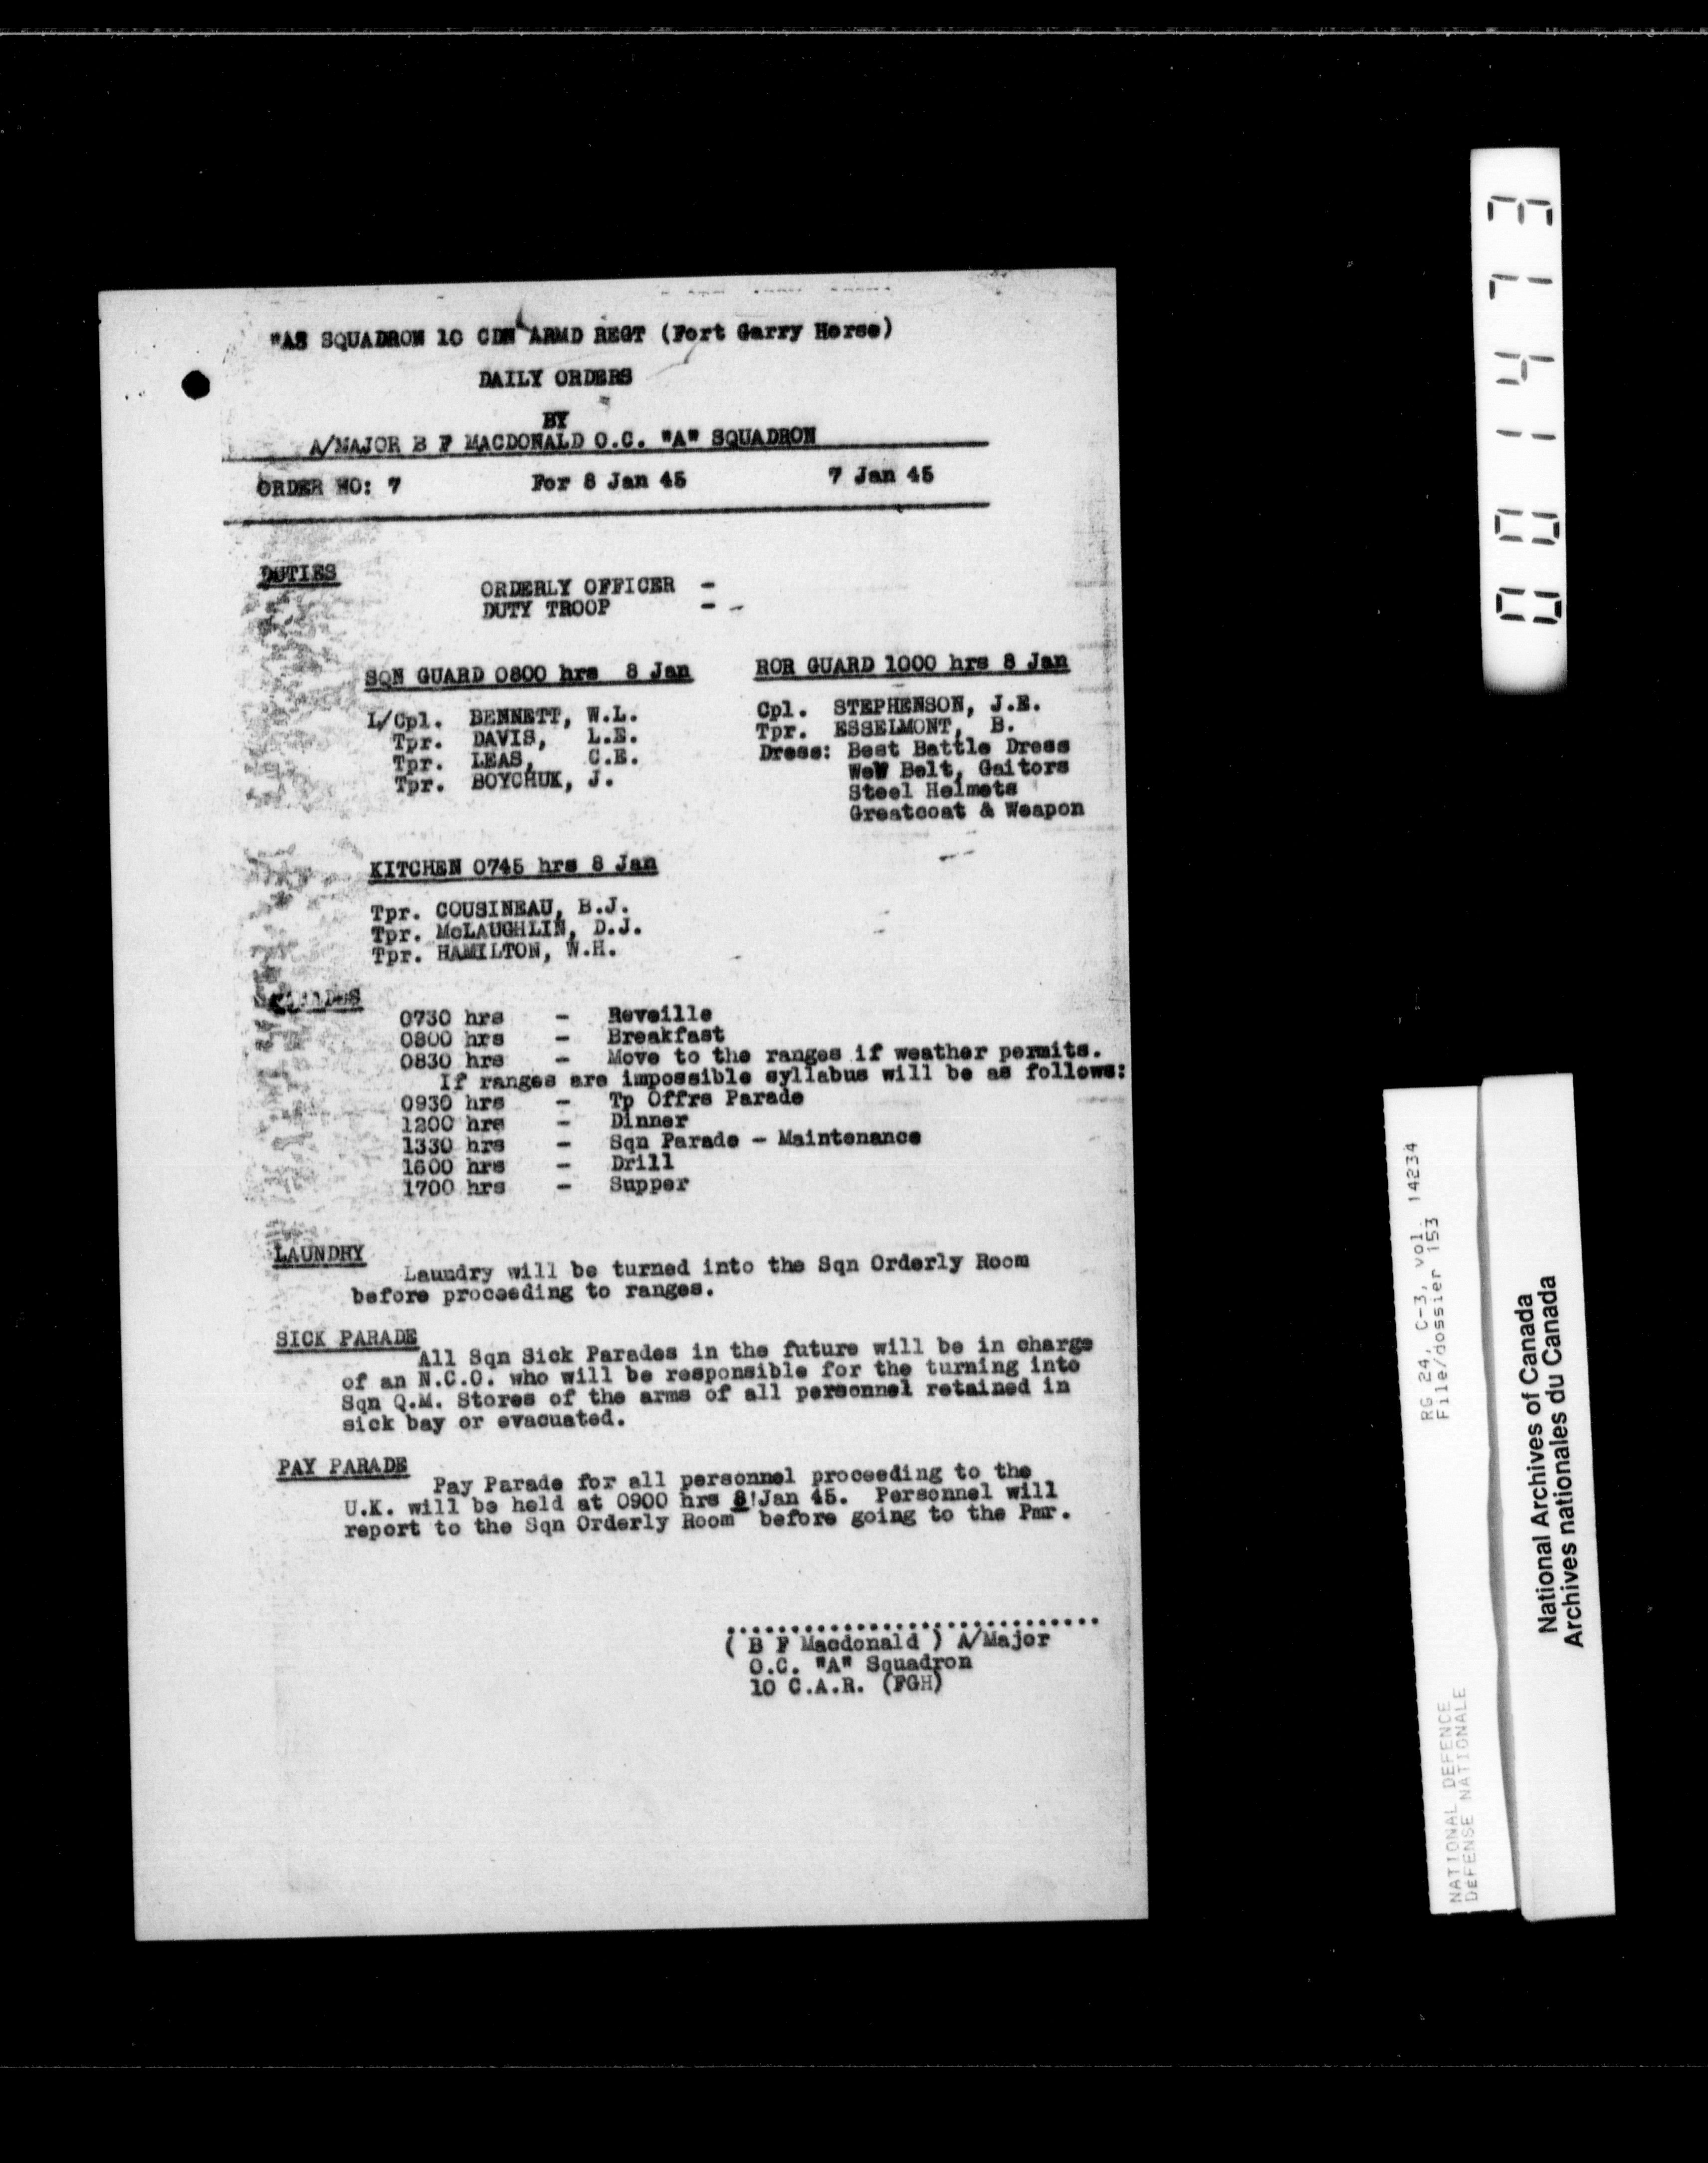 "A" SQUADRON 10 CDN ARMD REGT (Fort Garry Horse)
DAILY ORDERS
BY
A/MAJOR B F MACDONALD O.C. "A" SQUADRON
ORDER NO: 7 For 8 Jan 45 7 Jan 45
DUTIES
ORDERLY OFFICER -
DUTY TROOP -
SQN GUARD 0800 hrs 8 Jan
L/Cpl. BENNETT, W.L.
Tpr. DAVIS, L.E.
Tpr. LEAS, C.E.
Tpr. BOYCHUK, J.
ROR GUARD 1000 hrs 8 Jan
Cpl. STEPHENSON, J.E.
Tpr. ESSELMONT, B.
Dress: Best Battle Dress
Web Belt, Gaitors
Steel Helmets
Greatcoat & Weapon
KITCHEN 0745 hrs 8 Jan
Tpr. COUSINEAU, B.J.
Tpr. McLAUGHLIN, D.J.
Tpr. HAMILTON, W.H.
0730 hrs - Reveille
0800 hrs - Breakfast
0830 hrs - Move to the ranges if weather permits.
If ranges are impossible syllabus will be as follows:
0930 hrs - Tp Offrs Parade
1200 hrs - Dinner
1330 hrs - Sqn Parade - Maintenance
1600 hrs - Drill
1700 hrs - Supper
LAUNDRY
Laundry will be turned into the Sqn Orderly Room
before proceeding to ranges.
SICK PARADE
All Sqn Sick Parades in the future will be in charge
of an N.C.O. who will be responsible for the turning into
Sqn Q.M. Stores of the arms of all personnel retained in
sick bay or evacuated.
PAY PARADE
Pay Parade for all personnel proceeding to the
U.K. will be held at 0900 hrs 8 Jan 45. Personnel will
report to the Sqn Orderly Room before going to the Pmr.
( B F Macdonald ) A/Major
O.C. "A" Squadron
10 C.A.R. (FGH)
001473
RG 24, C-3, vol. 14234
File/dossier 153
NATIONAL DEFENCE
DÉFENSE NATIONALE
National Archives of Canada
Archives nationales du Canada